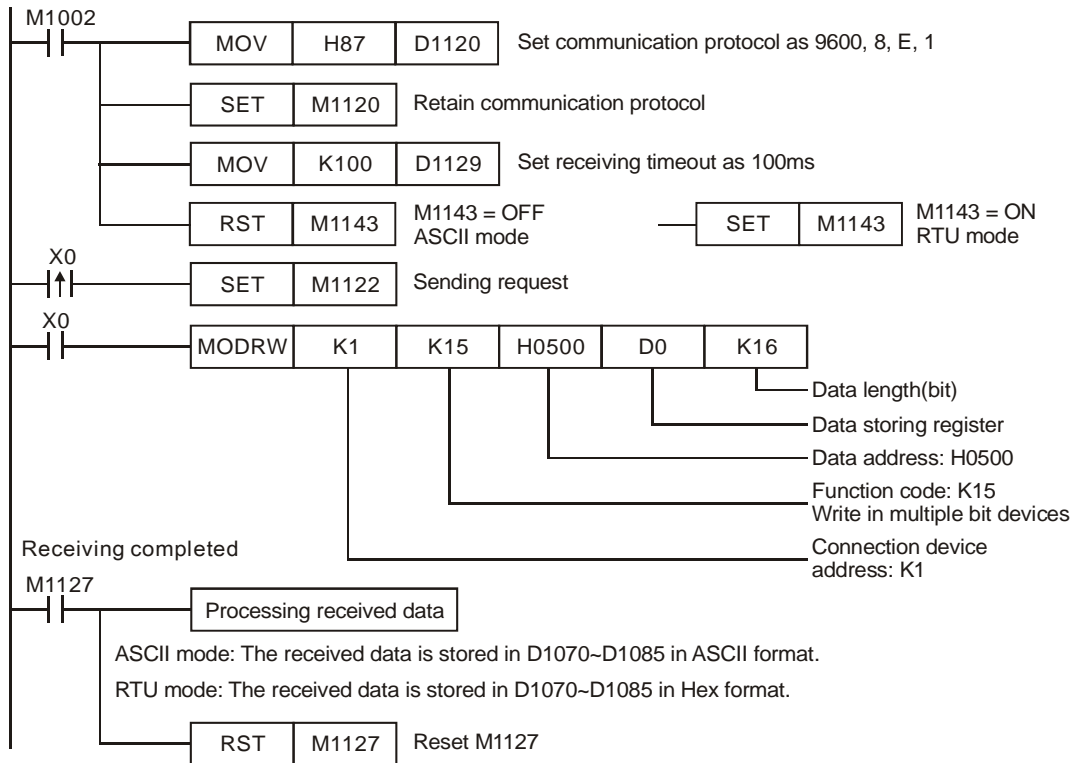 M1002
MOV H87 D1120 Set communication protocol as 9600, 8, E, 1
SET M1120 Retain communication protocol
MOV K100 D1129 Set receiving timeout as 100ms
RST M1143 M1143 = OFF
ASCII mode
SET M1143 M1143 = ON
RTU mode
X0
SET M1122 Sending request
X0
MODRW K1 K15 H0500 D0 K16
Data length(bit)
Data storing register
Data address: H0500
Function code: K15
Write in multiple bit devices
Connection device
address: K1
Receiving completed
M1127
Processing received data
ASCII mode: The received data is stored in D1070~D1085 in ASCII format.
RTU mode: The received data is stored in D1070~D1085 in Hex format.
RST M1127 Reset M1127